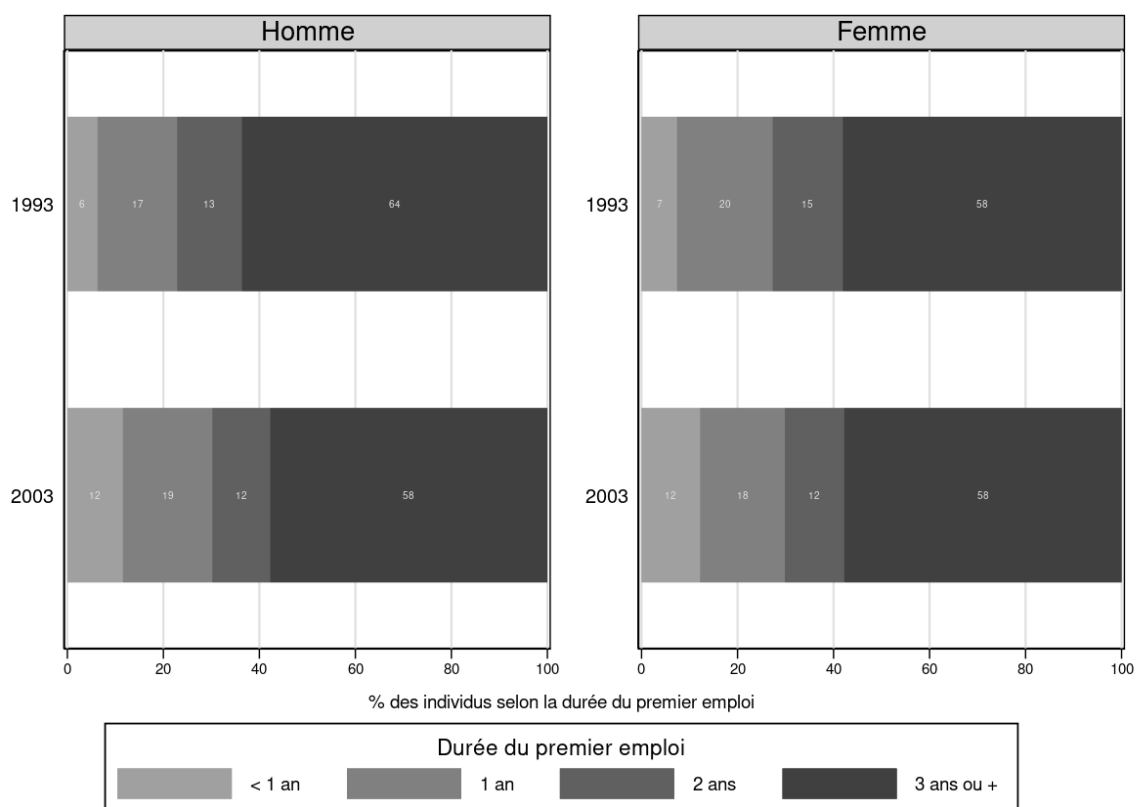 Homme
Femme
1993
6 17 13 64
1993
7 20 15 58
2003
12 19 12 58
2003
12 18 12 58
0 20 40 60 80 100
0 20 40 60 80 100
% des individus selon la durée du premier emploi
Durée du premier emploi
< 1 an 1 an 2 ans 3 ans ou +